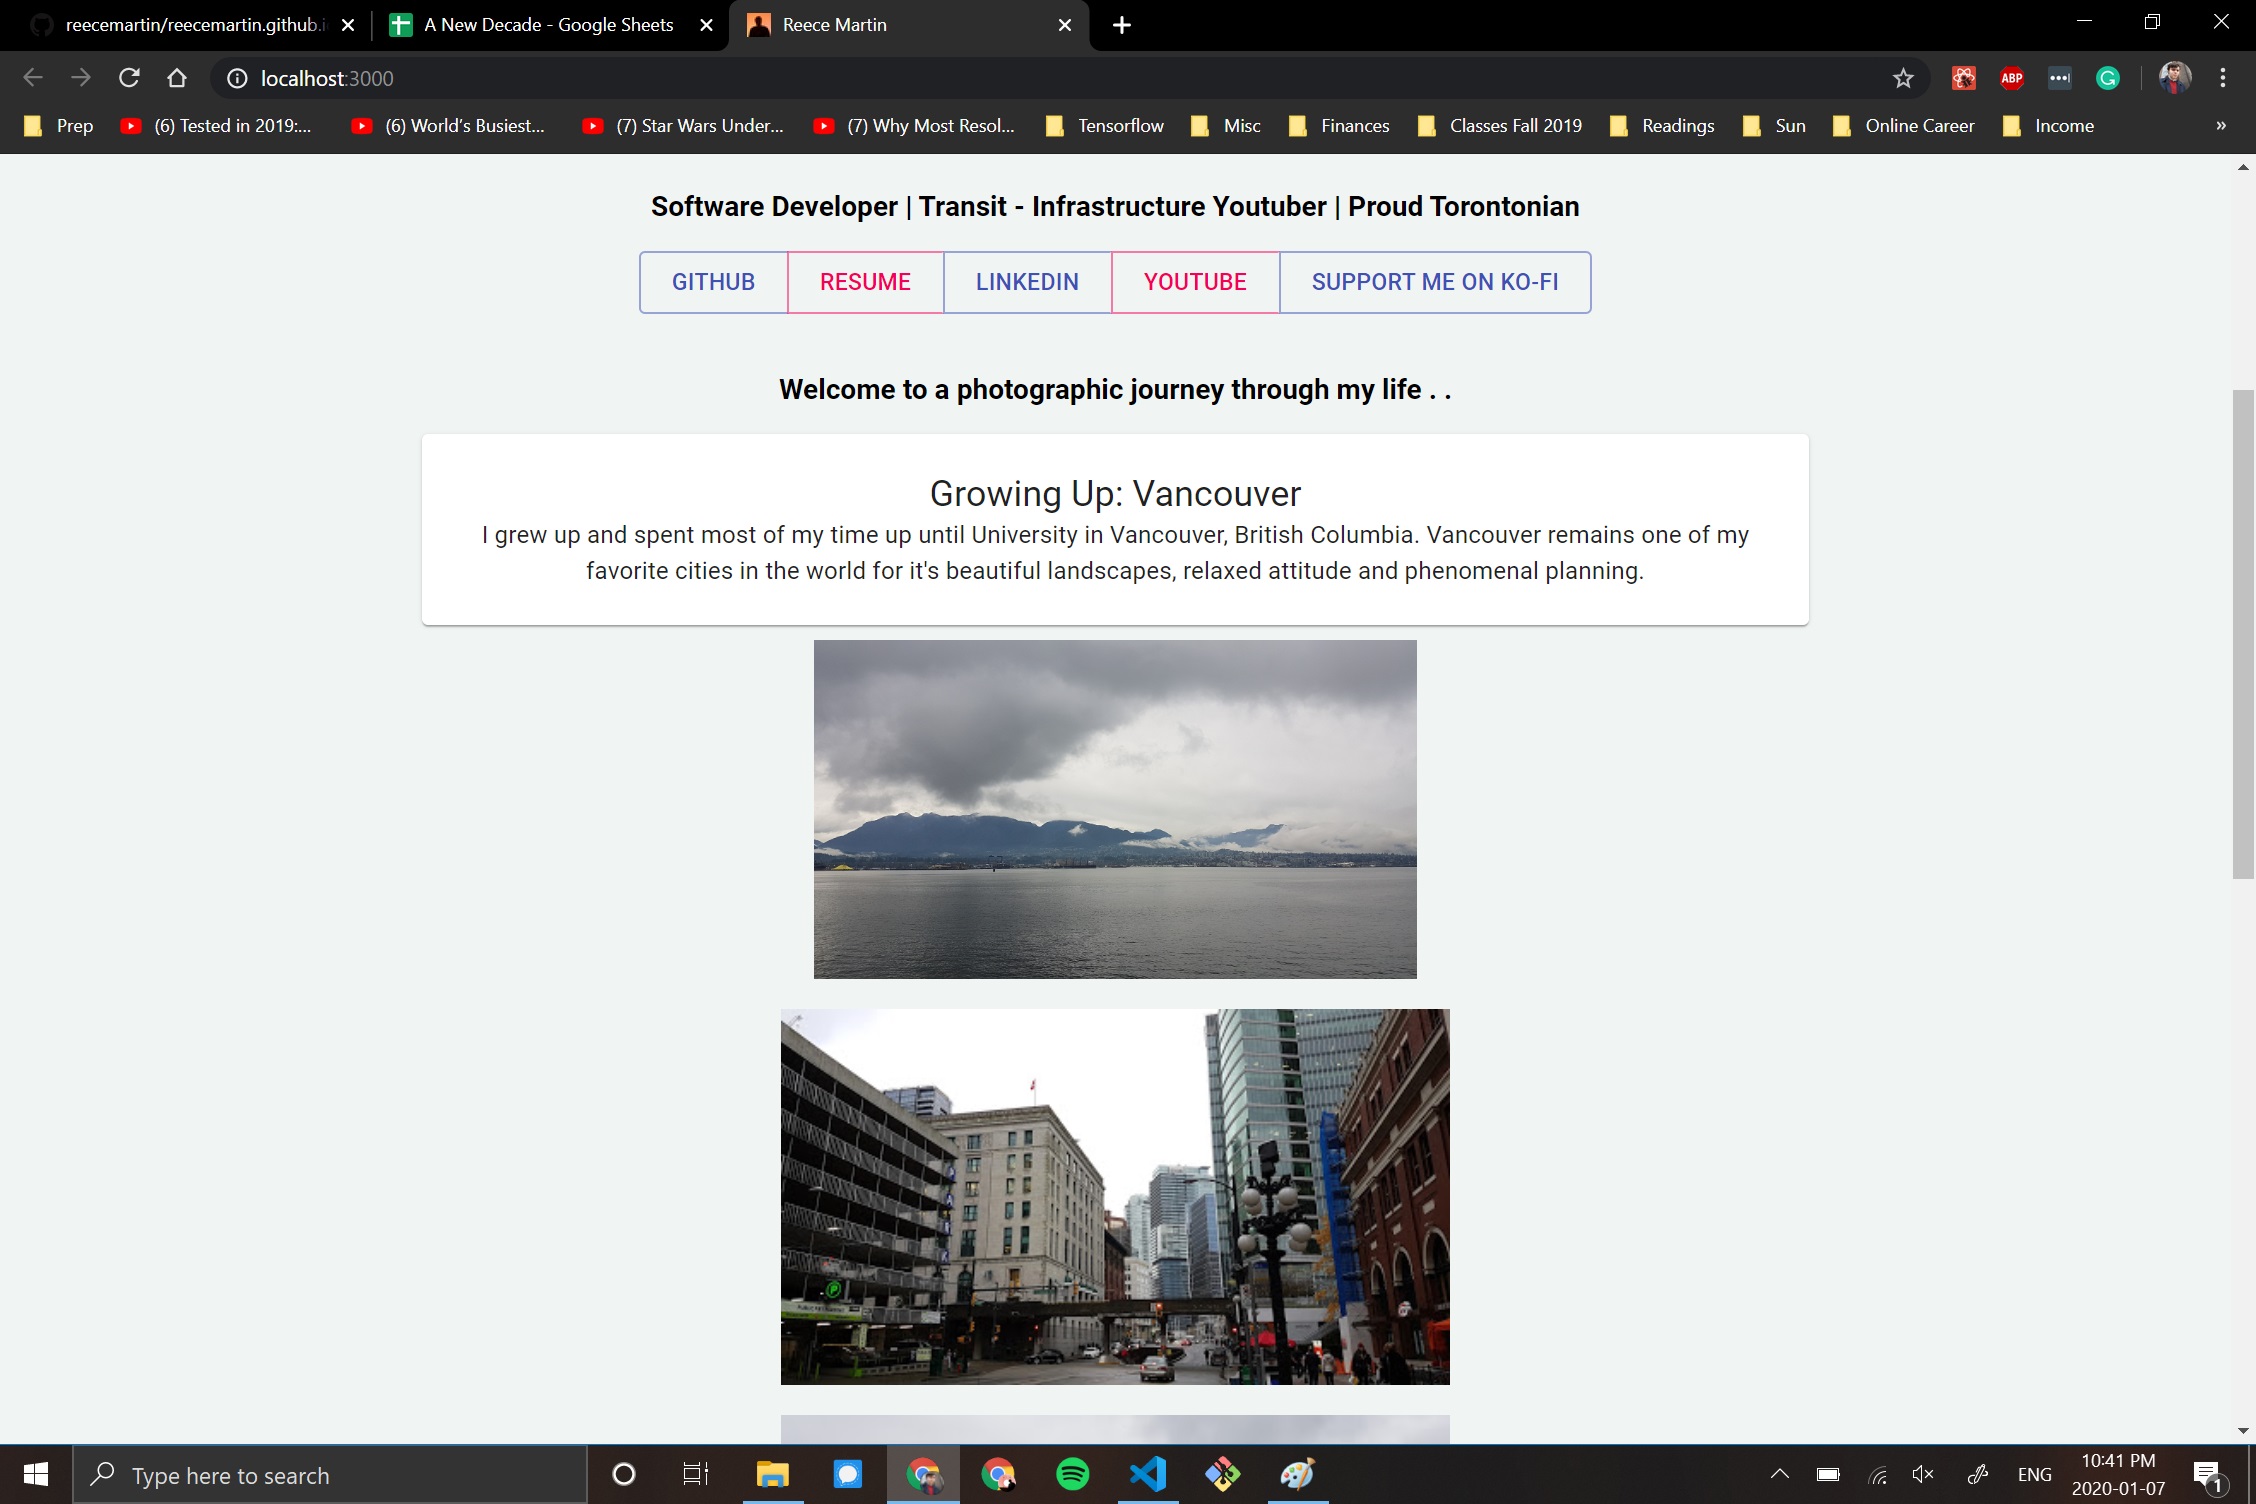 reecemartin/reecemartin.github.i
A New Decade - Google Sheets
Reece Martin
localhost:3000
ABP
Prep
(6) Tested in 2019:...
(6) World's Busiest...
(7) Star Wars Under...
(7) Why Most Resol...
Tensorflow
Misc
Finances
Classes Fall 2019
Readings
Sun
Online Career
Income
»
Software Developer | Transit - Infrastructure Youtuber | Proud Torontonian
GITHUB
RESUME
LINKEDIN
YOUTUBE
SUPPORT ME ON KO-FI
Welcome to a photographic journey through my life . .
Growing Up: Vancouver
I grew up and spent most of my time up until University in Vancouver, British Columbia. Vancouver remains one of my
favorite cities in the world for it's beautiful landscapes, relaxed attitude and phenomenal planning.
P
Type here to search
ENG
10:41 PM
2020-01-07
1